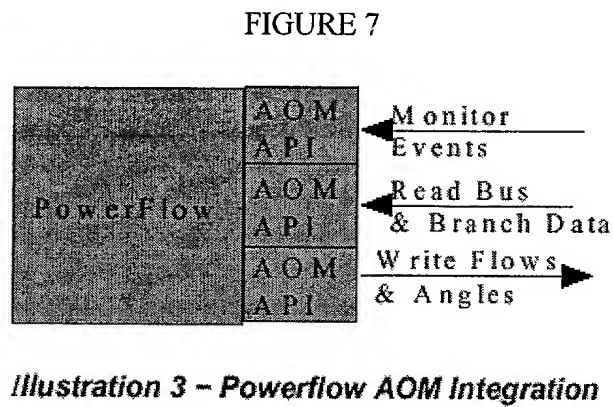 FIGURE 7
AOM
API
Monitor
Events
PowerFlow
AOM
API
Read Bus
& Branch Data
AOM
API
Write Flows
& Angles
Illustration 3 – Powerflow AOM Integration